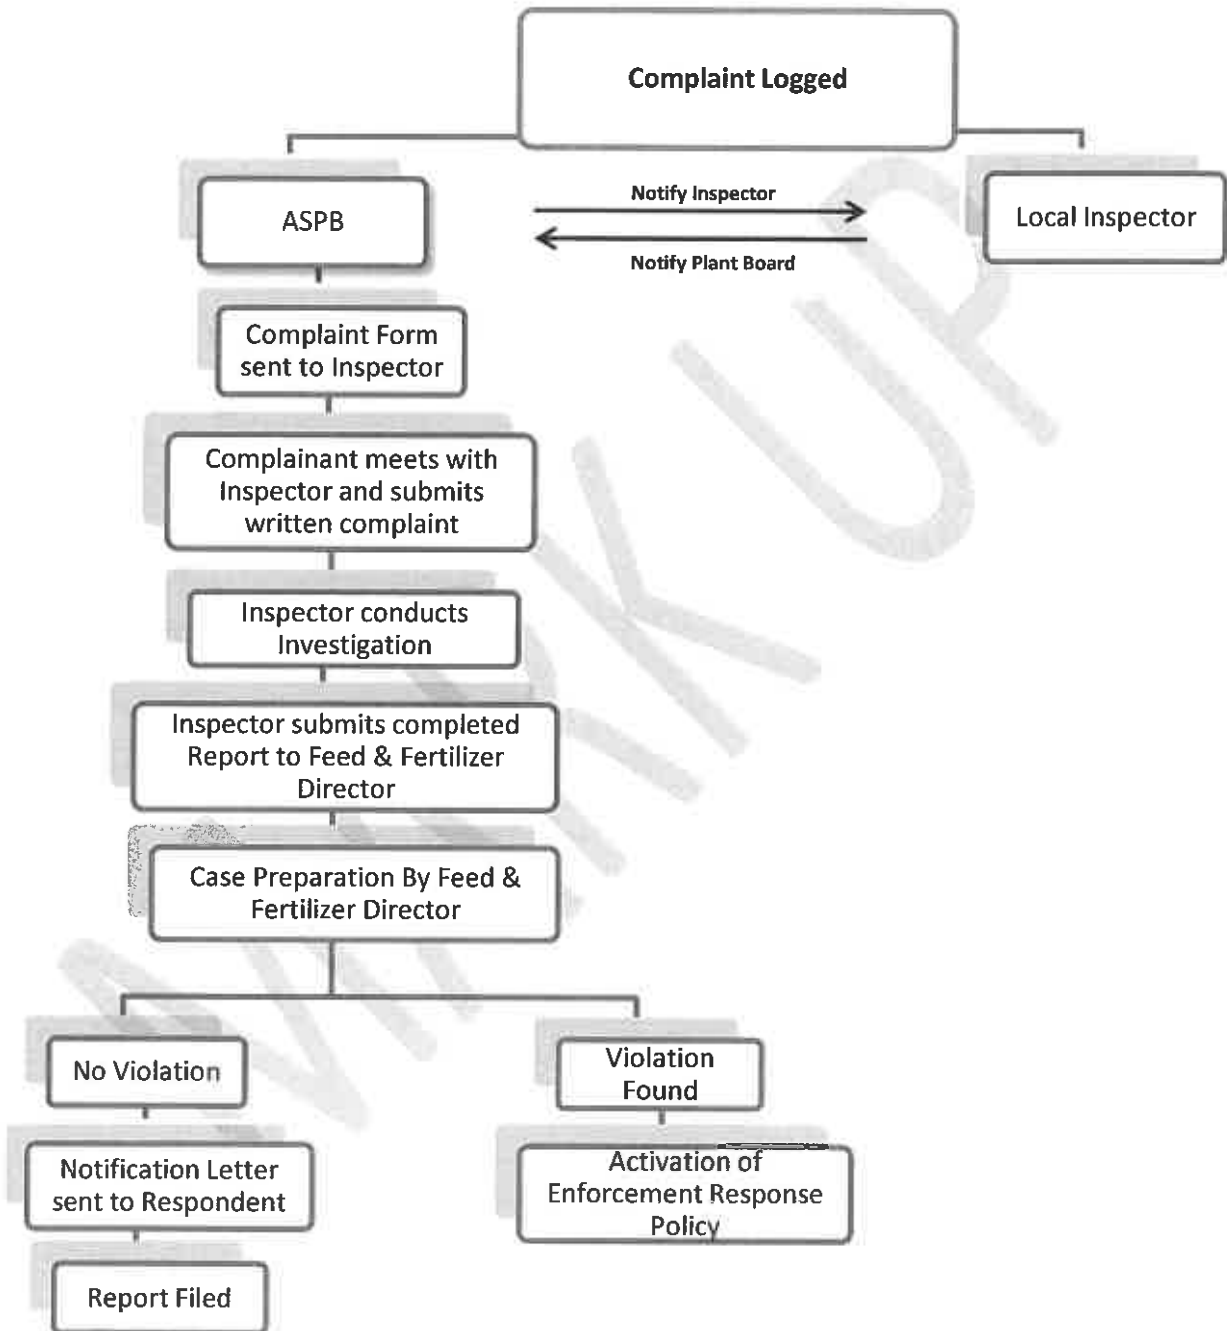 Complaint Logged
ASPB
Notify Inspector
Notify Plant Board
Local Inspector
Complaint Form
sent to Inspector
Complainant meets with
Inspector and submits
written complaint
Inspector conducts
Investigation
Inspector submits completed
Report to Feed & Fertilizer
Director
Case Preparation By Feed &
Fertilizer Director
No Violation
Violation
Found
Notification Letter
sent to Respondent
Activation of
Enforcement Response
Policy
Report Filed
MARK UP